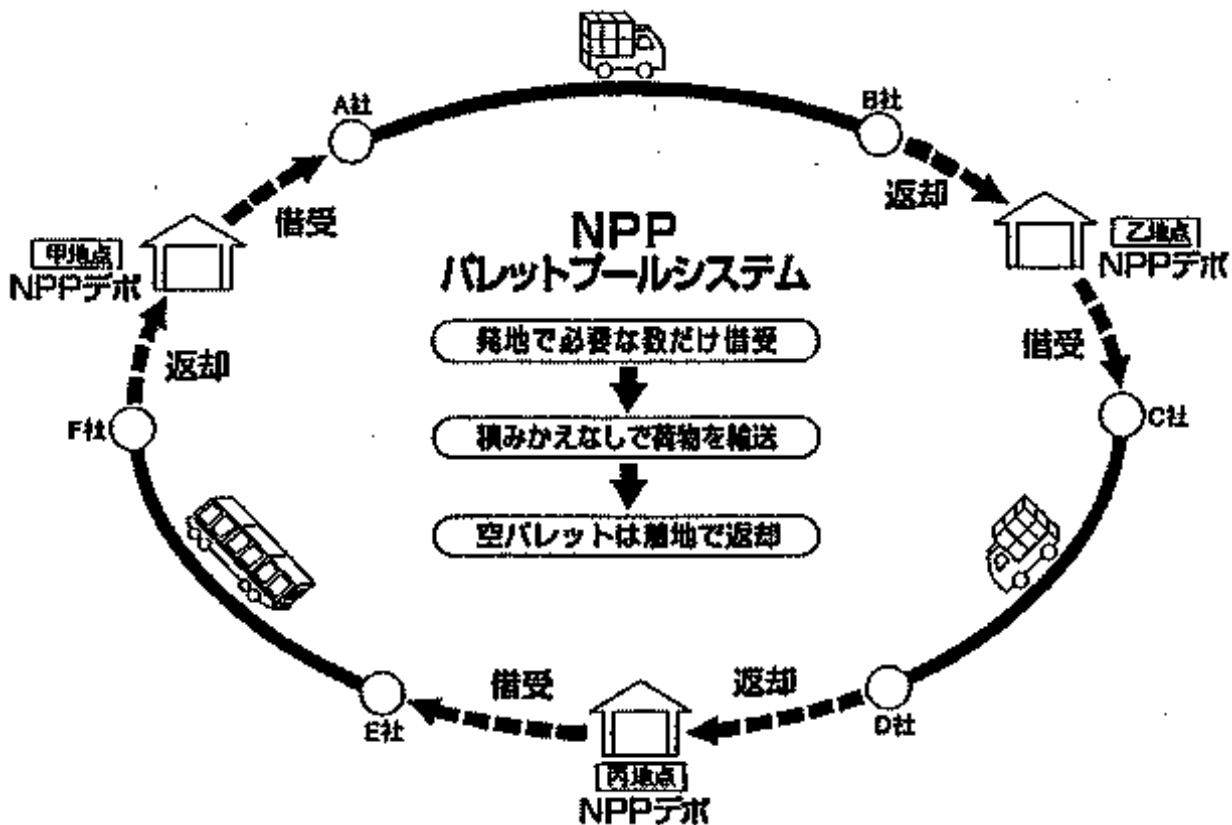 A社
B社
借受
返却
甲地点
NPPデポ
乙地点
NPPデポ
NPP
パレットプールシステム
発地で必要な数だけ借受
積みかえなしで荷物を輸送
空パレットは着地で返却
返却
借受
F社
C社
借受
返却
E社
D社
丙地点
NPPデポ